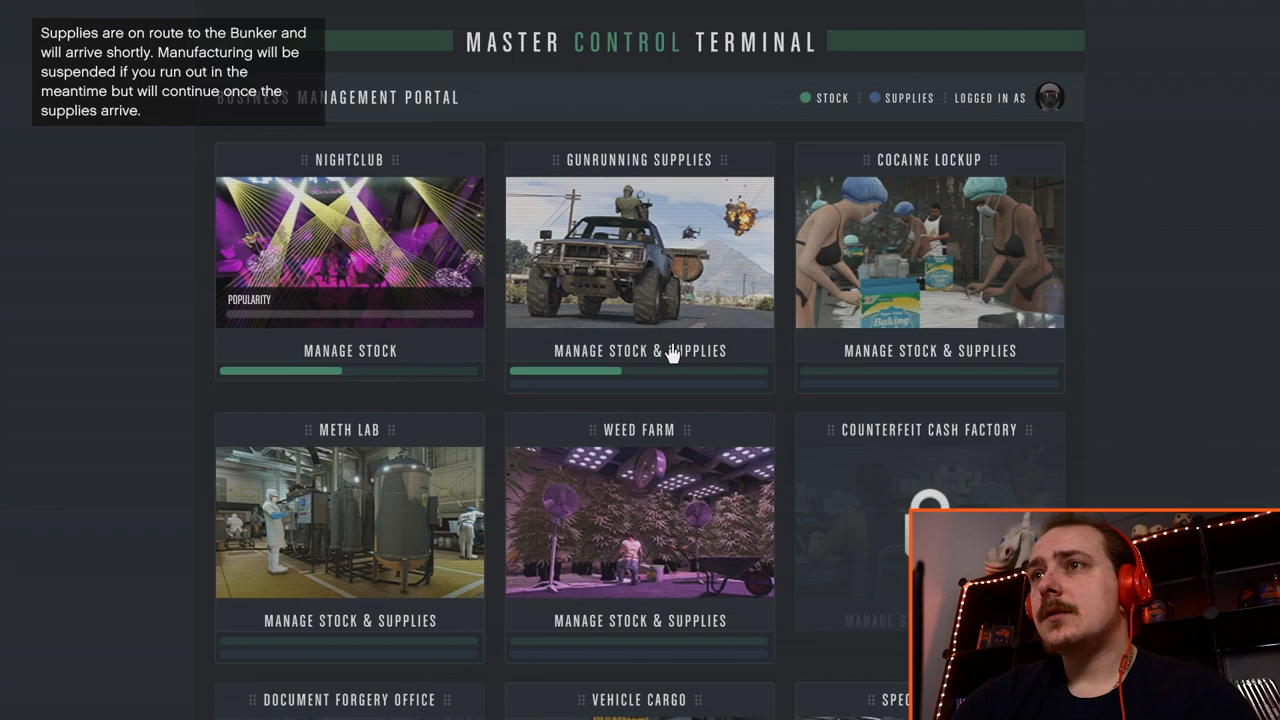 Supplies are on route to the Bunker and
will arrive shortly. Manufacturing will be
suspended if you run out in the
meantime but will continue once the
supplies arrive.
MASTER CONTROL TERMINAL
BUSINESS MANAGEMENT PORTAL
STOCK
SUPPLIES
LOGGED IN AS
NIGHTCLUB
GUNRUNNING SUPPLIES
COCAINE LOCKUP
POPULARITY
Baking
MANAGE STOCK
MANAGE STOCK & SUPPLIES
MANAGE STOCK & SUPPLIES
METH LAB
WEED FARM
COUNTERFEIT CASH FACTORY
MANAGE STOCK & SUPPLIES
MANAGE STOCK & SUPPLIES
MANAGE
DOCUMENT FORGERY OFFICE
VEHICLE CARGO